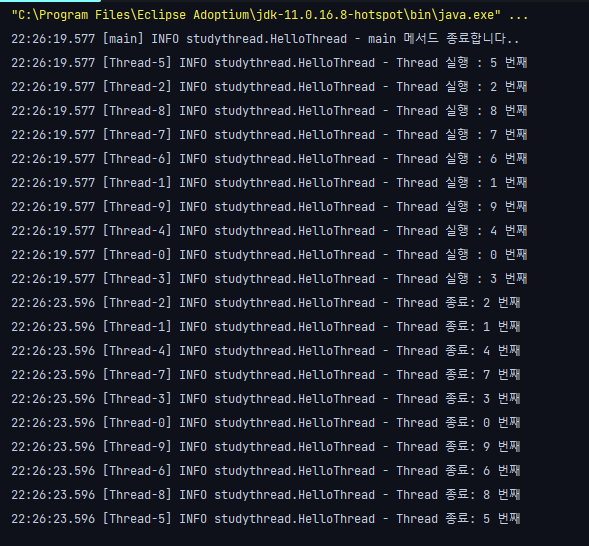 "C:\Program Files\Eclipse Adoptium\jdk-11.0.16.8-hotspot\bin\java.exe" ...
22:26:19.577 [main] INFO studythread.HelloThread - main 메서드 종료합니다..
22:26:19.577 [Thread-5] INFO studythread.HelloThread - Thread 실행 : 5 번째
22:26:19.577 [Thread-2] INFO studythread.HelloThread - Thread 실행 : 2 번째
22:26:19.577 [Thread-8] INFO studythread.HelloThread - Thread 실행 : 8 번째
22:26:19.577 [Thread-7] INFO studythread.HelloThread - Thread 실행 : 7 번째
22:26:19.577 [Thread-6] INFO studythread.HelloThread - Thread 실행 : 6 번째
22:26:19.577 [Thread-1] INFO studythread.HelloThread - Thread 실행 : 1 번째
22:26:19.577 [Thread-9] INFO studythread.HelloThread - Thread 실행 : 9 번째
22:26:19.577 [Thread-4] INFO studythread.HelloThread - Thread 실행 : 4 번째
22:26:19.577 [Thread-0] INFO studythread.HelloThread - Thread 실행 : 0 번째
22:26:19.577 [Thread-3] INFO studythread.HelloThread - Thread 실행 : 3 번째
22:26:23.596 [Thread-2] INFO studythread.HelloThread - Thread 종료: 2 번째
22:26:23.596 [Thread-1] INFO studythread.HelloThread - Thread 종료: 1 번째
22:26:23.596 [Thread-4] INFO studythread.HelloThread - Thread 종료: 4 번째
22:26:23.596 [Thread-7] INFO studythread.HelloThread - Thread 종료: 7 번째
22:26:23.596 [Thread-3] INFO studythread.HelloThread - Thread 종료: 3 번째
22:26:23.596 [Thread-0] INFO studythread.HelloThread - Thread 종료: 0 번째
22:26:23.596 [Thread-9] INFO studythread.HelloThread - Thread 종료: 9 번째
22:26:23.596 [Thread-6] INFO studythread.HelloThread - Thread 종료: 6 번째
22:26:23.596 [Thread-8] INFO studythread.HelloThread - Thread 종료: 8 번째
22:26:23.596 [Thread-5] INFO studythread.HelloThread - Thread 종료: 5 번째